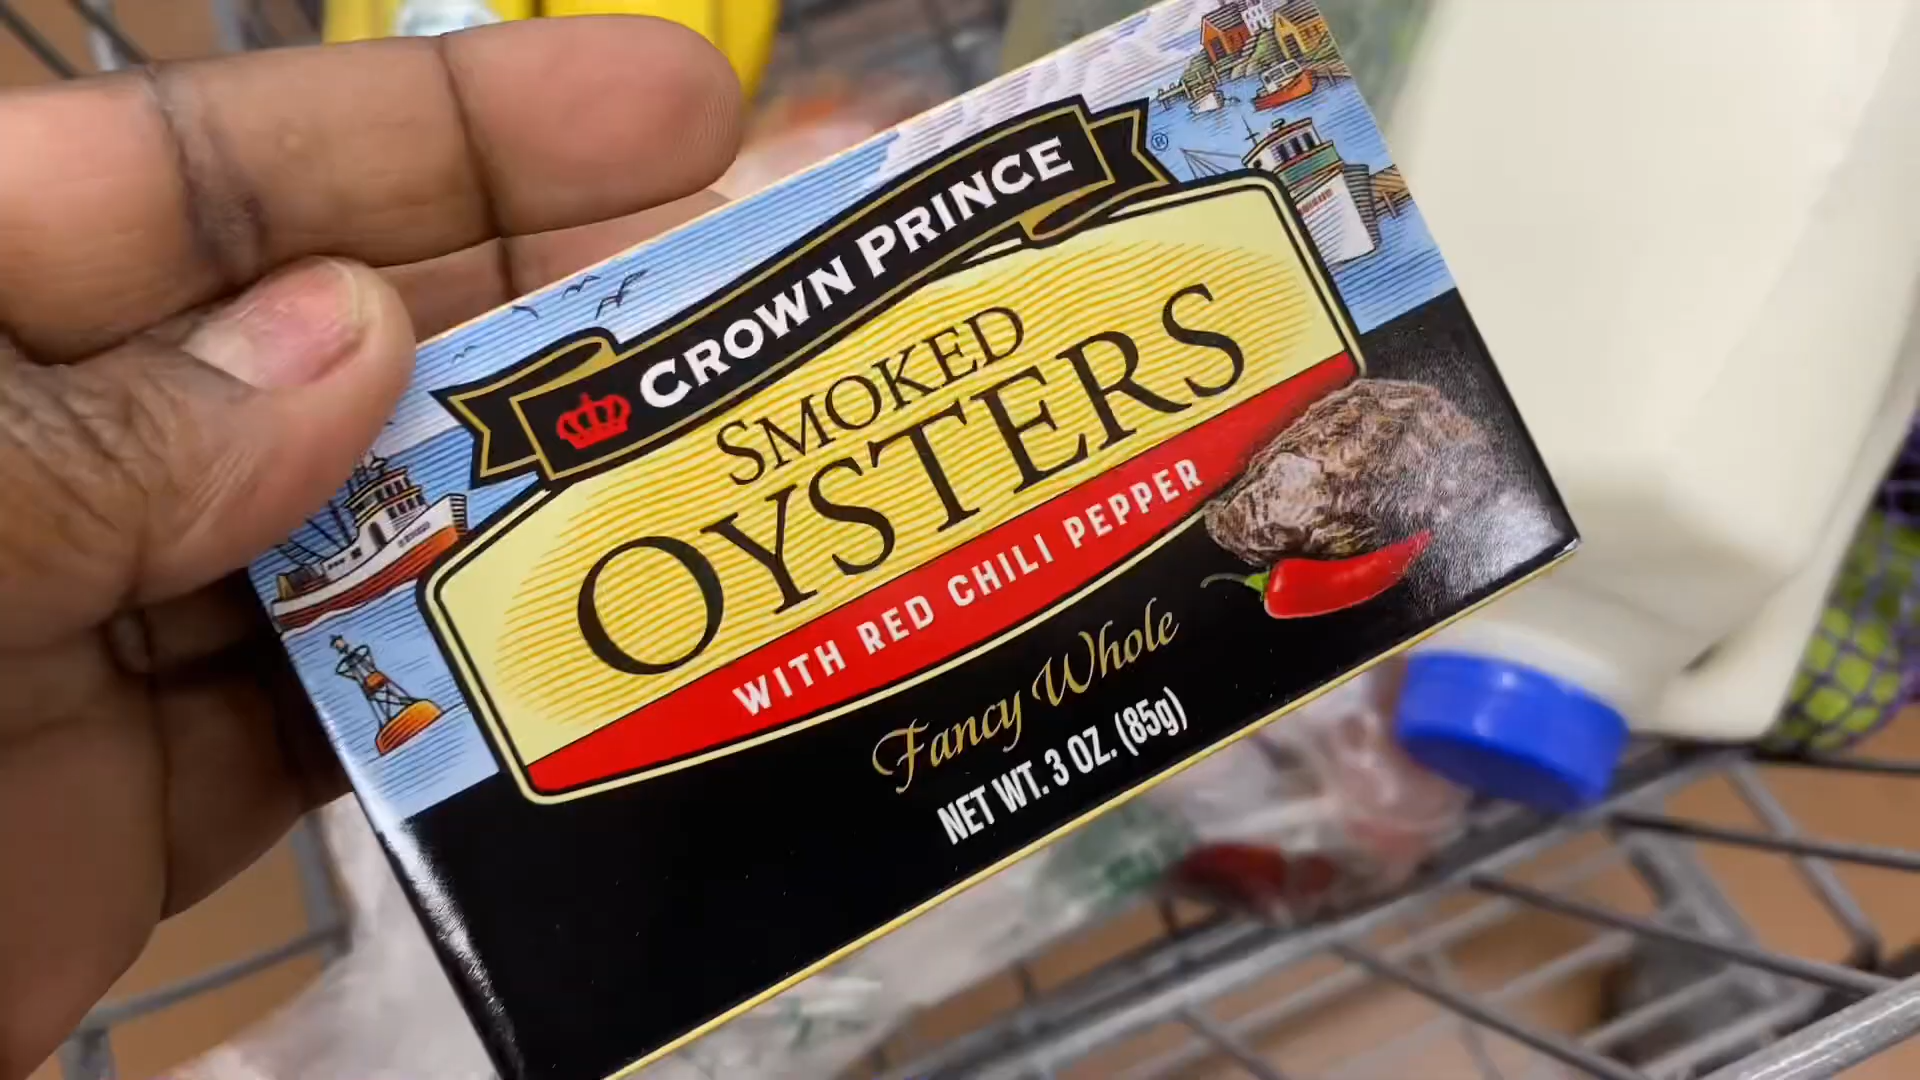 CROWN PRINCE®
SMOKED
OYSTERS
WITH RED CHILI PEPPER
Fancy Whole
NET WT. 3 OZ. (85g)